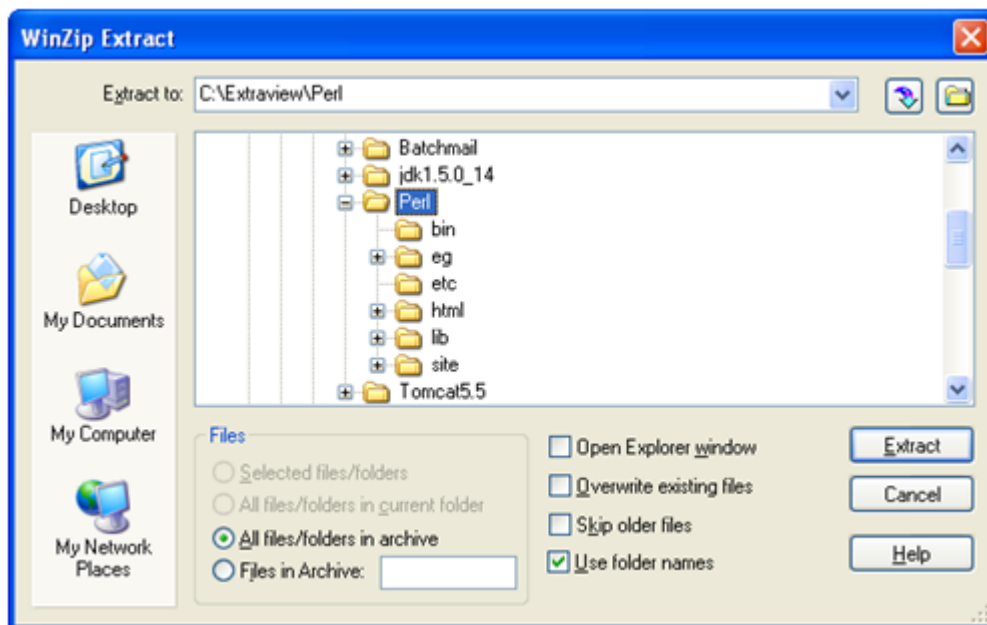 WinZip Extract
Extract to: C:\Extraview\Perl
Desktop
My Documents
My Computer
My Network
Places
Batchmail
jdk1.5.0_14
Perl
bin
eg
etc
html
lib
site
Tomcat5.5
Files
Selected files/folders
All files/folders in current folder
All files/folders in archive
Files in Archive:
Open Explorer window
Overwrite existing files
Skip older files
Use folder names
Extract
Cancel
Help